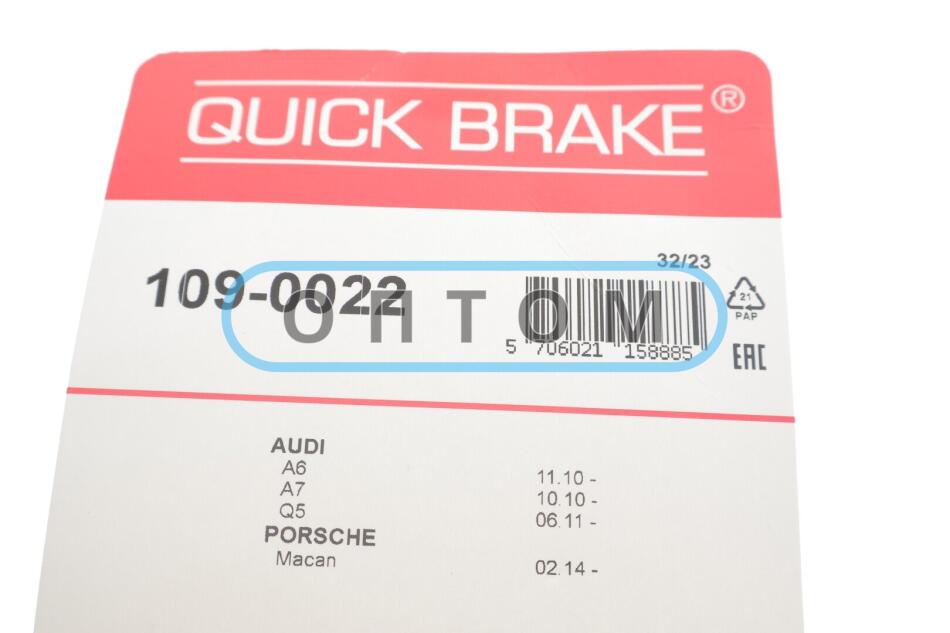 QUICK BRAKE®
32/23
109-0022
ОПТОМ
21
PAP
5 706021 158885
EAC
AUDI
A6 11.10 -
A7 10.10 -
Q5 06.11 -
PORSCHE
Macan 02.14 -